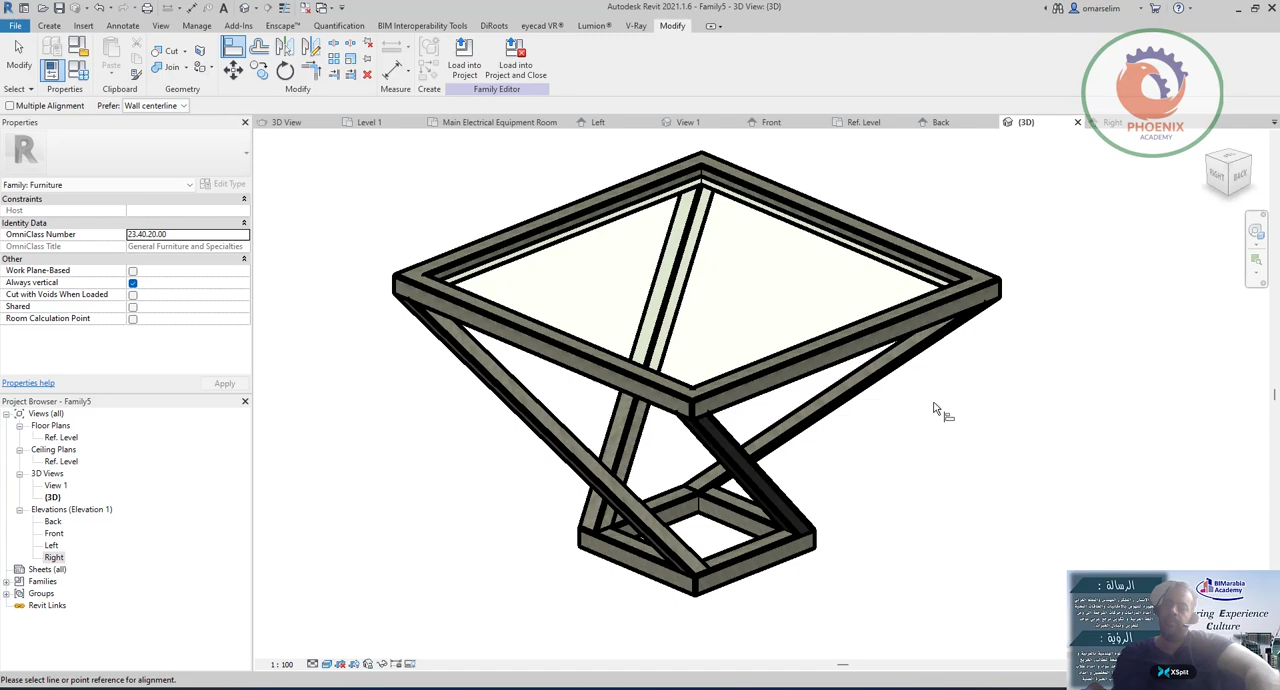 Autodesk Revit 2021.1.6 - Family5 - 3D View: {3D}
omarselim
File
Create
Insert
Annotate
View
Manage
Add-Ins
Enscape™
Quantification
BIM Interoperability Tools
DiRoots
eyecad VR®
Lumion®
V-Ray
Modify
Modify
Paste
Cut
Join
Load into
Project
Load into
Project and Close
Select
Properties
Clipboard
Geometry
Modify
Measure
Create
Family Editor
Multiple Alignment
Prefer:
Wall centerline
PHOENIX
ACADEMY
Properties
3D View
Level 1
Main Electrical Equipment Room
Left
View 1
Front
Ref. Level
Back
{3D}
Right
RIGHT
BACK
Family: Furniture
Edit Type
Constraints
Host
Identity Data
OmniClass Number
23.40.20.00
OmniClass Title
General Furniture and Specialties
Other
Work Plane-Based
Always vertical
Cut with Voids When Loaded
Shared
Room Calculation Point
Properties help
Apply
Project Browser - Family5
Views (all)
Floor Plans
Ref. Level
Ceiling Plans
Ref. Level
3D Views
View 1
{3D}
Elevations (Elevation 1)
Back
Front
Left
Right
Sheets (all)
Families
Groups
Revit Links
الرسالة :
BIMarabia
Academy
ring Experience
Culture
الرؤية :
XSplit
1 : 100
Please select line or point reference for alignment.